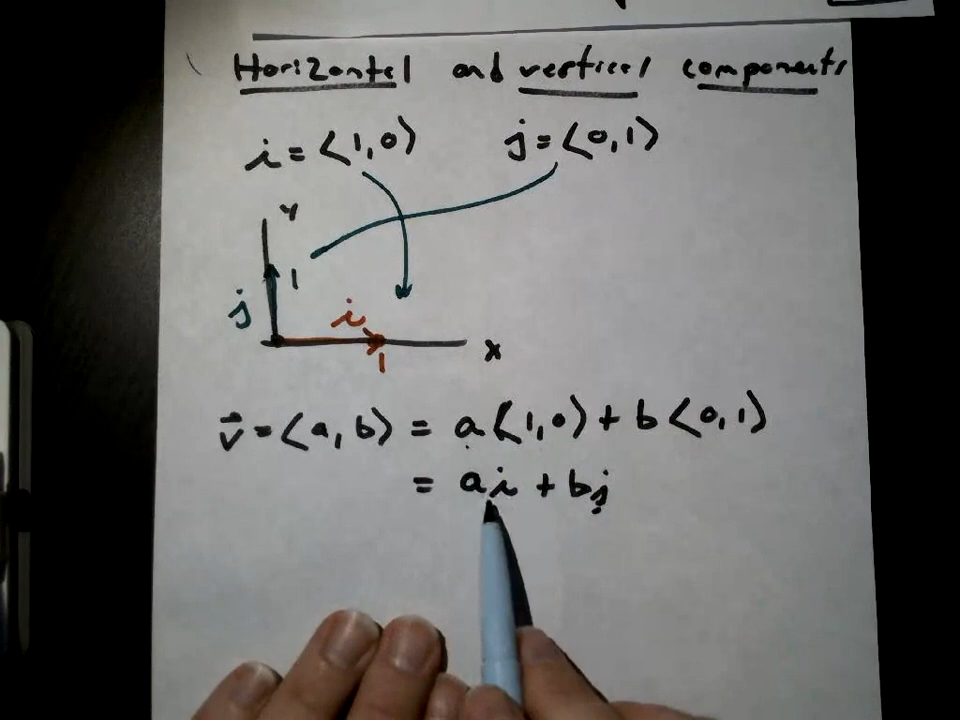 Horizontal and vertical components
i = ⟨1,0⟩ j = ⟨0,1⟩
y
1
j
i
x
1
v⃗ = ⟨a, b⟩ = a⟨1,0⟩ + b⟨0,1⟩
= ai + bj